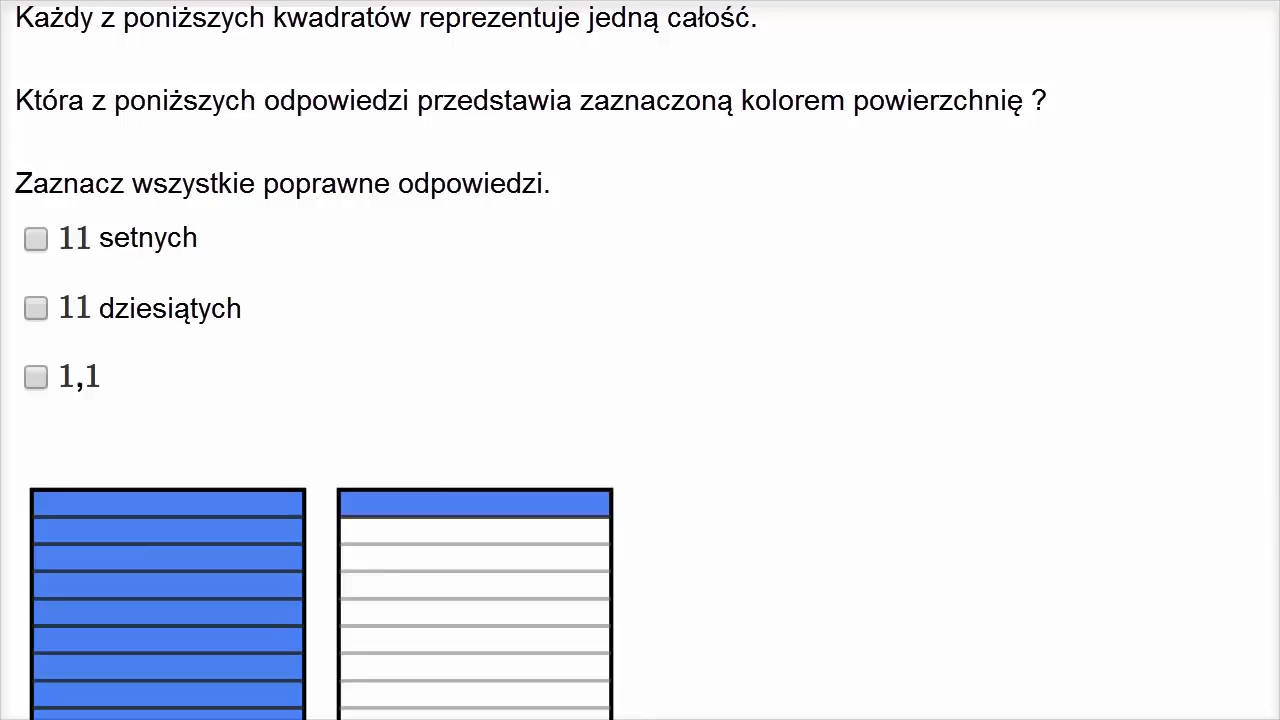 Każdy z poniższych kwadratów reprezentuje jedną całość.
Która z poniższych odpowiedzi przedstawia zaznaczoną kolorem powierzchnię ?
Zaznacz wszystkie poprawne odpowiedzi.
11 setnych
11 dziesiątych
1,1